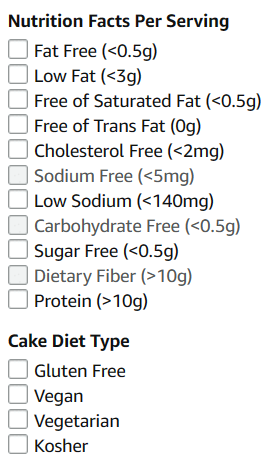 Nutrition Facts Per Serving
Fat Free (<0.5g)
Low Fat (<3g)
Free of Saturated Fat (<0.5g)
Free of Trans Fat (0g)
Cholesterol Free (<2mg)
Sodium Free (<5mg)
Low Sodium (<140mg)
Carbohydrate Free (<0.5g)
Sugar Free (<0.5g)
Dietary Fiber (>10g)
Protein (>10g)
Cake Diet Type
Gluten Free
Vegan
Vegetarian
Kosher